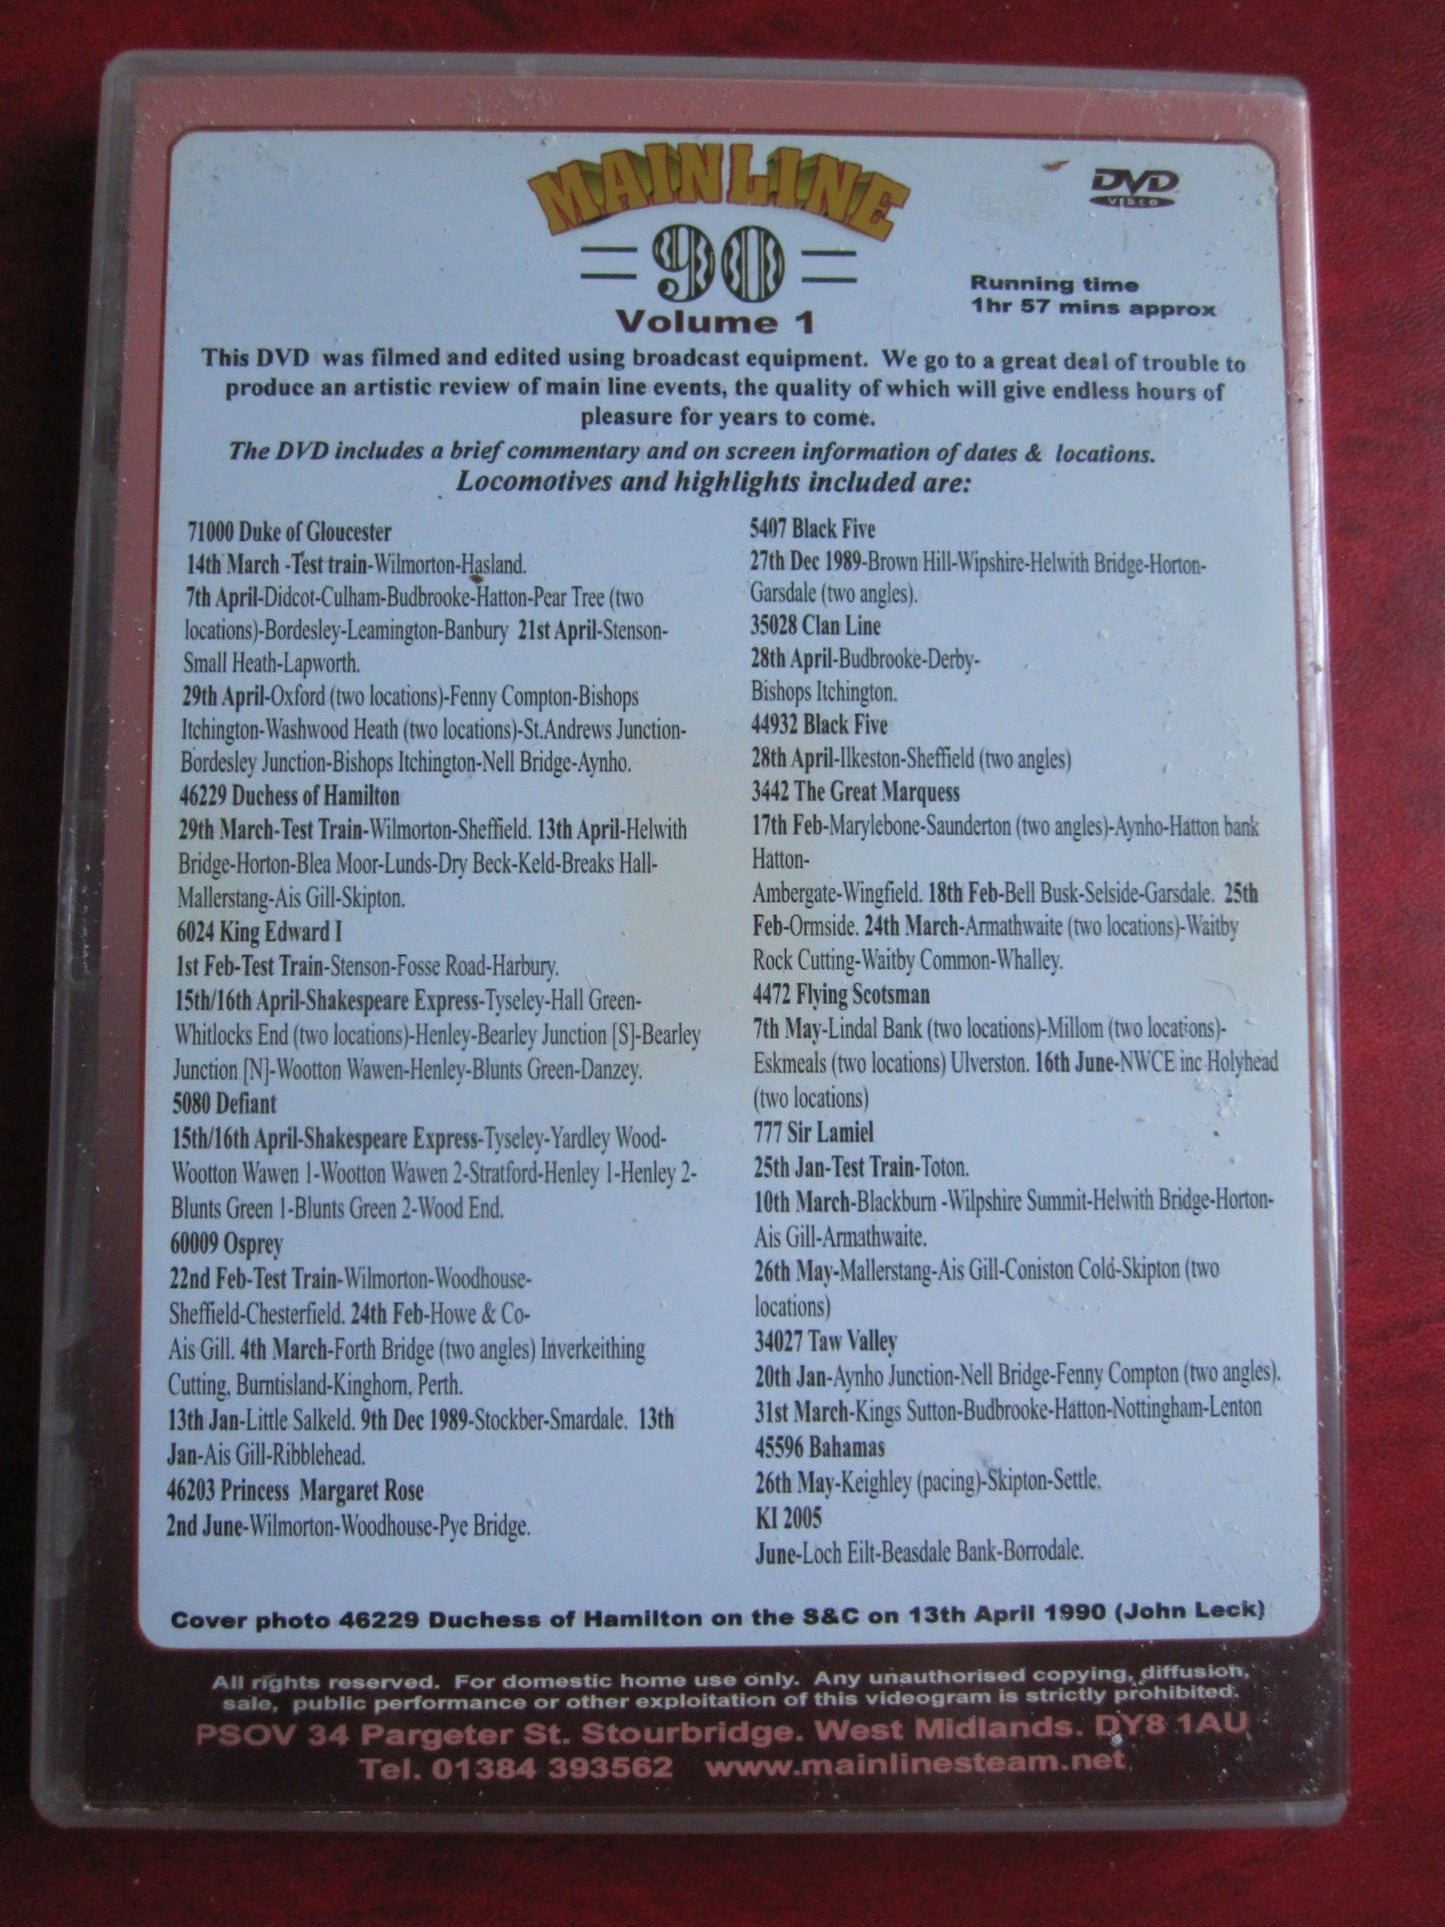 MAINLINE
90
Volume 1
DVD
VIDEO
Running time
1hr 57 mins approx
This DVD was filmed and edited using broadcast equipment. We go to a great deal of trouble to
produce an artistic review of main line events, the quality of which will give endless hours of
pleasure for years to come.
The DVD includes a brief commentary and on screen information of dates & locations.
Locomotives and highlights included are:
71000 Duke of Gloucester
14th March -Test train-Wilmorton-Hasland.
7th April-Didcot-Culham-Budbrooke-Hatton-Pear Tree (two
locations)-Bordesley-Leamington-Banbury 21st April-Stenson-
Small Heath-Lapworth.
29th April-Oxford (two locations)-Fenny Compton-Bishops
Itchington-Washwood Heath (two locations)-St.Andrews Junction-
Bordesley Junction-Bishops Itchington-Nell Bridge-Aynho.
46229 Duchess of Hamilton
29th March-Test Train-Wilmorton-Sheffield. 13th April-Helwith
Bridge-Horton-Blea Moor-Lunds-Dry Beck-Keld-Breaks Hall-
Mallerstang-Ais Gill-Skipton.
6024 King Edward I
1st Feb-Test Train-Stenson-Fosse Road-Harbury.
15th/16th April-Shakespeare Express-Tyseley-Hall Green-
Whitlocks End (two locations)-Henley-Bearley Junction [S]-Bearley
Junction [N]-Wootton Wawen-Henley-Blunts Green-Danzey.
5080 Defiant
15th/16th April-Shakespeare Express-Tyseley-Yardley Wood-
Wootton Wawen 1-Wootton Wawen 2-Stratford-Henley 1-Henley 2-
Blunts Green 1-Blunts Green 2-Wood End.
60009 Osprey
22nd Feb-Test Train-Wilmorton-Woodhouse-
Sheffield-Chesterfield. 24th Feb-Howe & Co-
Ais Gill. 4th March-Forth Bridge (two angles) Inverkeithing
Cutting, Burntisland-Kinghorn, Perth.
13th Jan-Little Salkeld. 9th Dec 1989-Stockber-Smardale. 13th
Jan-Ais Gill-Ribblehead.
46203 Princess Margaret Rose
2nd June-Wilmorton-Woodhouse-Pye Bridge.
5407 Black Five
27th Dec 1989-Brown Hill-Wipshire-Helwith Bridge-Horton-
Garsdale (two angles).
35028 Clan Line
28th April-Budbrooke-Derby-
Bishops Itchington.
44932 Black Five
28th April-Ilkeston-Sheffield (two angles)
3442 The Great Marquess
17th Feb-Marylebone-Saunderton (two angles)-Aynho-Hatton bank
Hatton-
Ambergate-Wingfield. 18th Feb-Bell Busk-Selside-Garsdale. 25th
Feb-Ormside. 24th March-Armathwaite (two locations)-Waitby
Rock Cutting-Waitby Common-Whalley.
4472 Flying Scotsman
7th May-Lindal Bank (two locations)-Millom (two locations)-
Eskmeals (two locations) Ulverston. 16th June-NWCE inc Holyhead
(two locations)
777 Sir Lamiel
25th Jan-Test Train-Toton.
10th March-Blackburn -Wilpshire Summit-Helwith Bridge-Horton-
Ais Gill-Armathwaite.
26th May-Mallerstang-Ais Gill-Coniston Cold-Skipton (two
locations)
34027 Taw Valley
20th Jan-Aynho Junction-Nell Bridge-Fenny Compton (two angles).
31st March-Kings Sutton-Budbrooke-Hatton-Nottingham-Lenton
45596 Bahamas
26th May-Keighley (pacing)-Skipton-Settle.
KI 2005
June-Loch Eilt-Beasdale Bank-Borrodale.
Cover photo 46229 Duchess of Hamilton on the S&C on 13th April 1990 (John Leck)
All rights reserved. For domestic home use only. Any unauthorised copying, diffusion,
sale, public performance or other exploitation of this videogram is strictly prohibited.
PSOV 34 Pargeter St. Stourbridge. West Midlands. DY8 1AU
Tel. 01384 393562 www.mainlinesteam.net